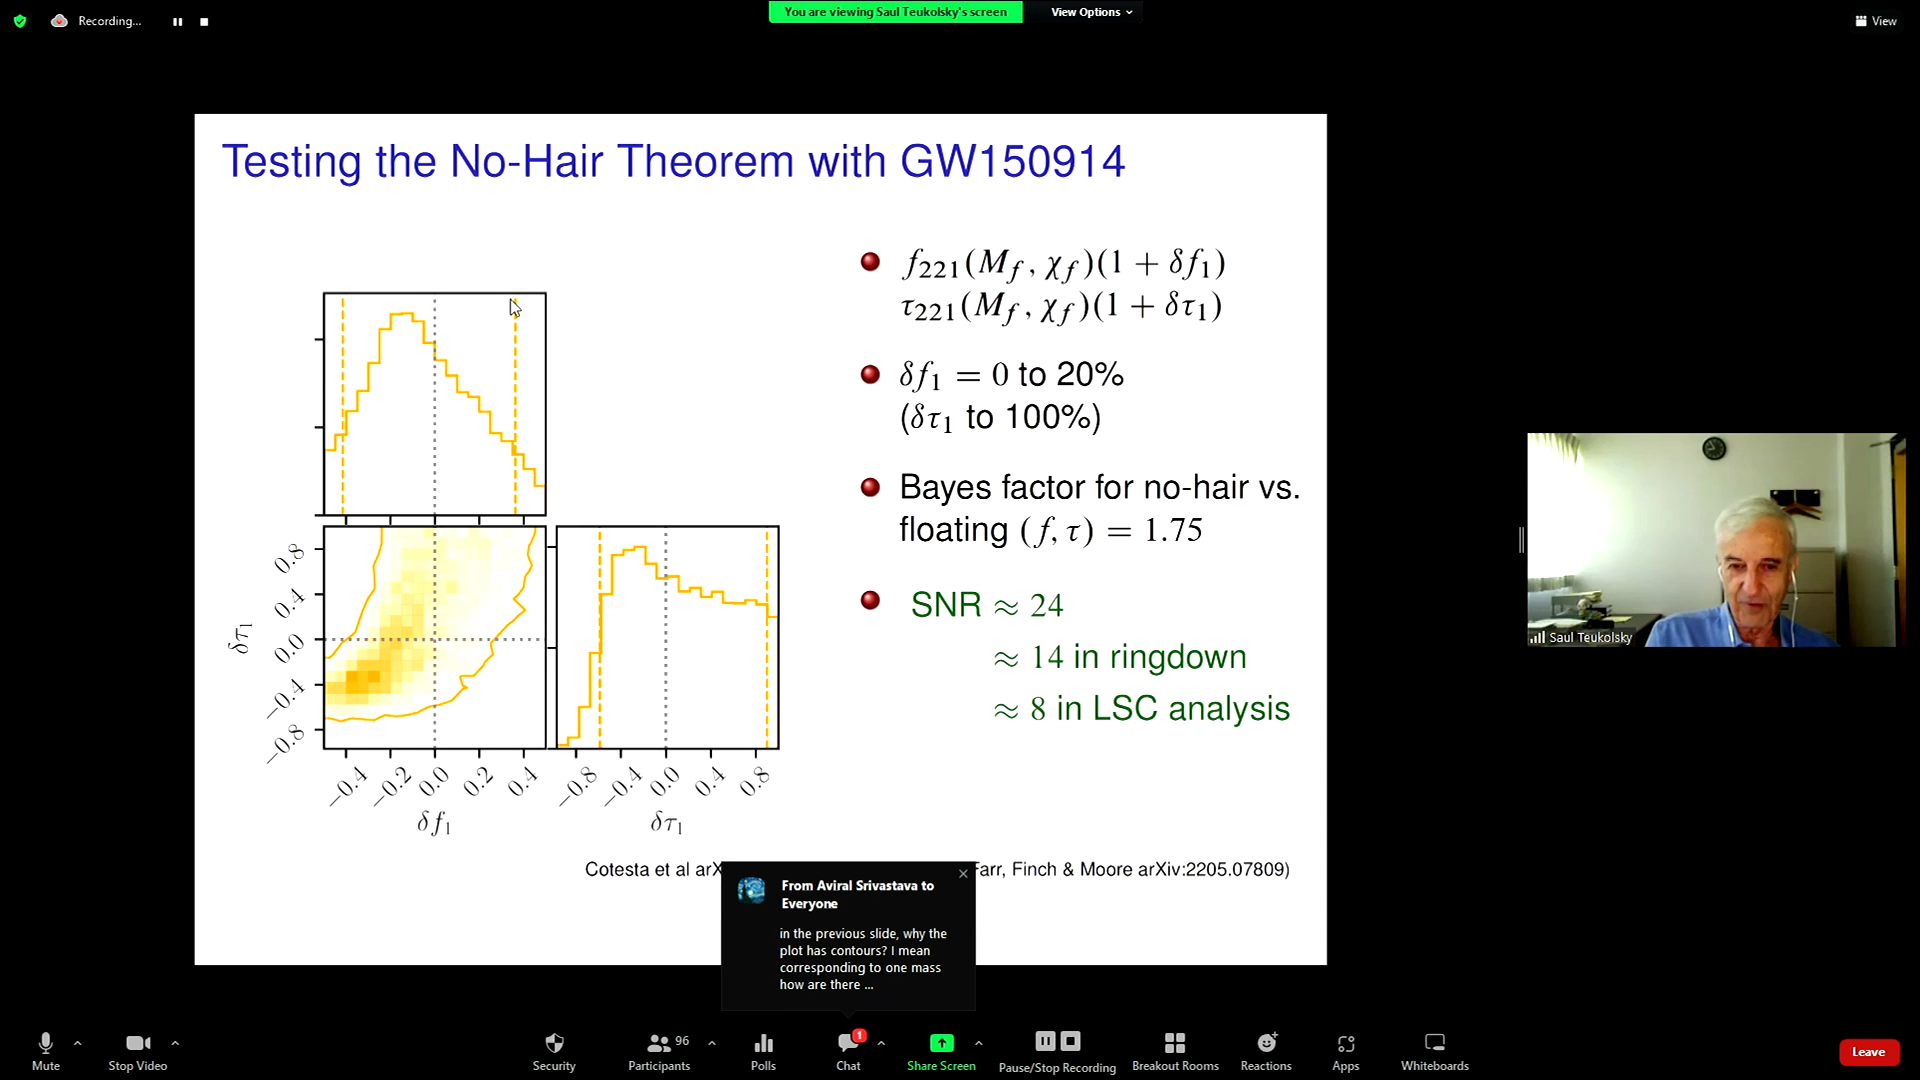 Recording...
You are viewing Saul Teukolsky's screen
View Options
View
Testing the No-Hair Theorem with GW150914
f₂₂₁(M_f, χ_f)(1 + δf₁)
τ₂₂₁(M_f, χ_f)(1 + δτ₁)
δf₁ = 0 to 20%
(δτ₁ to 100%)
Bayes factor for no-hair vs.
floating (f, τ) = 1.75
SNR ≈ 24
≈ 14 in ringdown
≈ 8 in LSC analysis
0.8
0.4
0.0
−0.4
−0.8
δτ₁
−0.4 −0.2 0.0 0.2 0.4
δf₁
−0.8 −0.4 0.0 0.4 0.8
δτ₁
Cotesta et al Farr, Finch & Moore arXiv:2205.07809)
From Aviral Srivastava to
Everyone
in the previous slide, why the
plot has contours? I mean
corresponding to one mass
how are there ...
Saul Teukolsky
Mute
Stop Video
Security
96
Participants
Polls
1
Chat
Share Screen
Pause/Stop Recording
Breakout Rooms
Reactions
Apps
Whiteboards
Leave